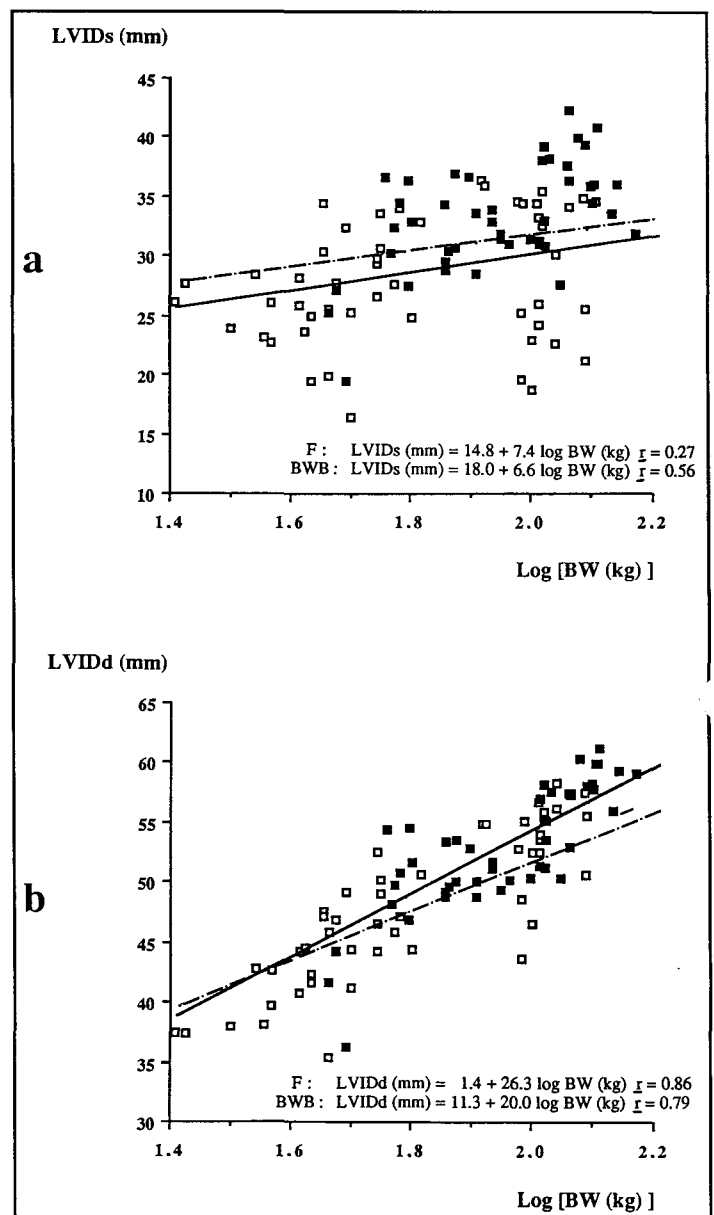 LVIDs (mm)
45
40
35
a
30
25
20
15
F : LVIDs (mm) = 14.8 + 7.4 log BW (kg) r = 0.27
BWB : LVIDs (mm) = 18.0 + 6.6 log BW (kg) r = 0.56
10
1.4 1.6 1.8 2.0 2.2
Log [BW (kg) ]
LVIDd (mm)
65
60
55
50
b
45
40
35
F : LVIDd (mm) = 1.4 + 26.3 log BW (kg) r = 0.86
BWB : LVIDd (mm) = 11.3 + 20.0 log BW (kg) r = 0.79
30
1.4 1.6 1.8 2.0 2.2
Log [BW (kg) ]